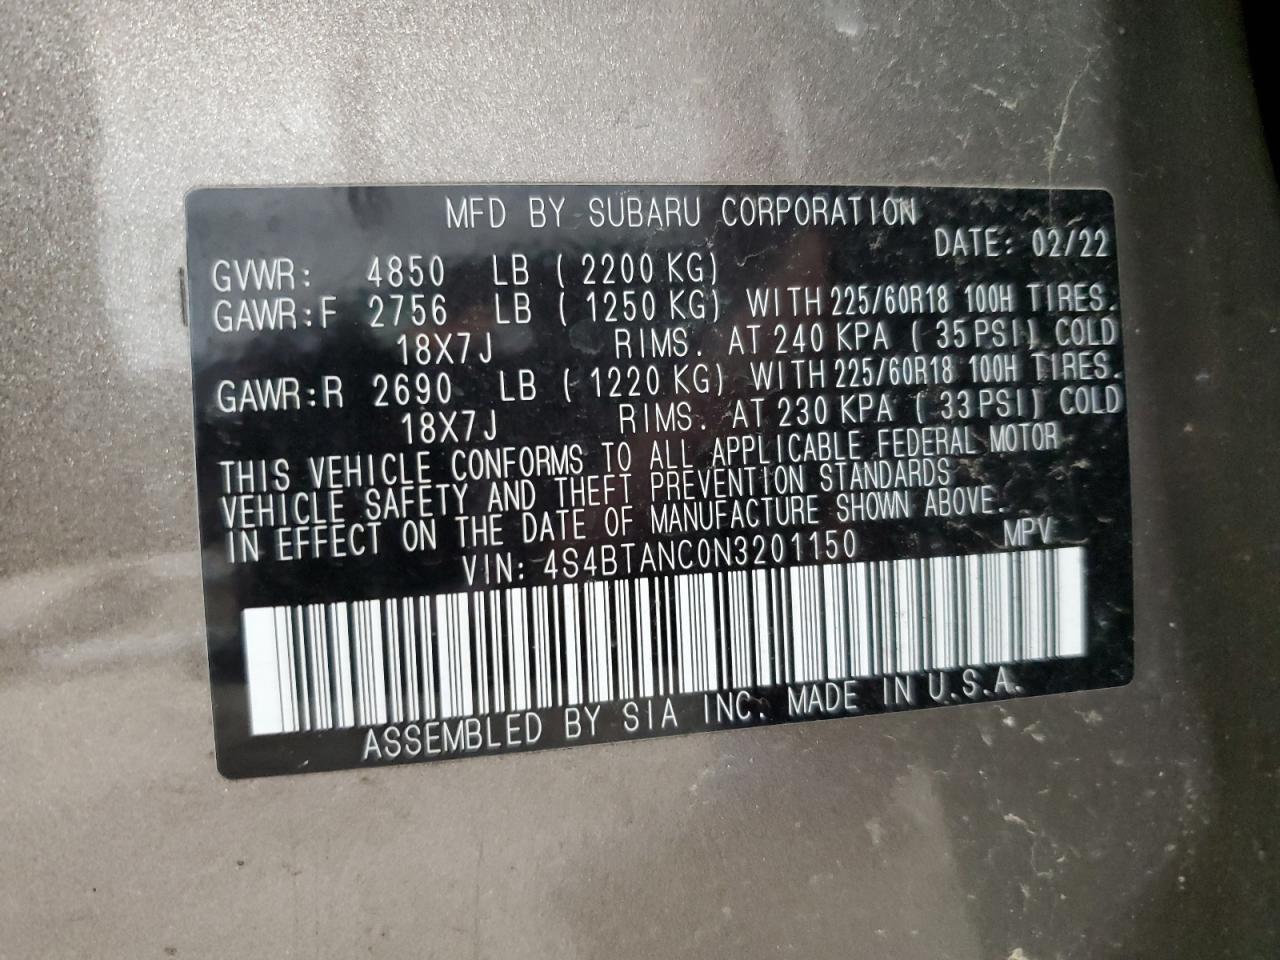 MFD BY SUBARU CORPORATION
DATE: 02/22
GVWR: 4850 LB ( 2200 KG)
GAWR:F 2756 LB ( 1250 KG) WITH 225/60R18 100H TIRES.
18X7J RIMS. AT 240 KPA ( 35 PSI) COLD
GAWR:R 2690 LB ( 1220 KG) WITH 225/60R18 100H TIRES.
18X7J RIMS. AT 230 KPA ( 33 PSI) COLD
THIS VEHICLE CONFORMS TO ALL APPLICABLE FEDERAL MOTOR
VEHICLE SAFETY AND THEFT PREVENTION STANDARDS
IN EFFECT ON THE DATE OF MANUFACTURE SHOWN ABOVE.
VIN: 4S4BTANC0N3201150 MPV
ASSEMBLED BY SIA INC. MADE IN U.S.A.